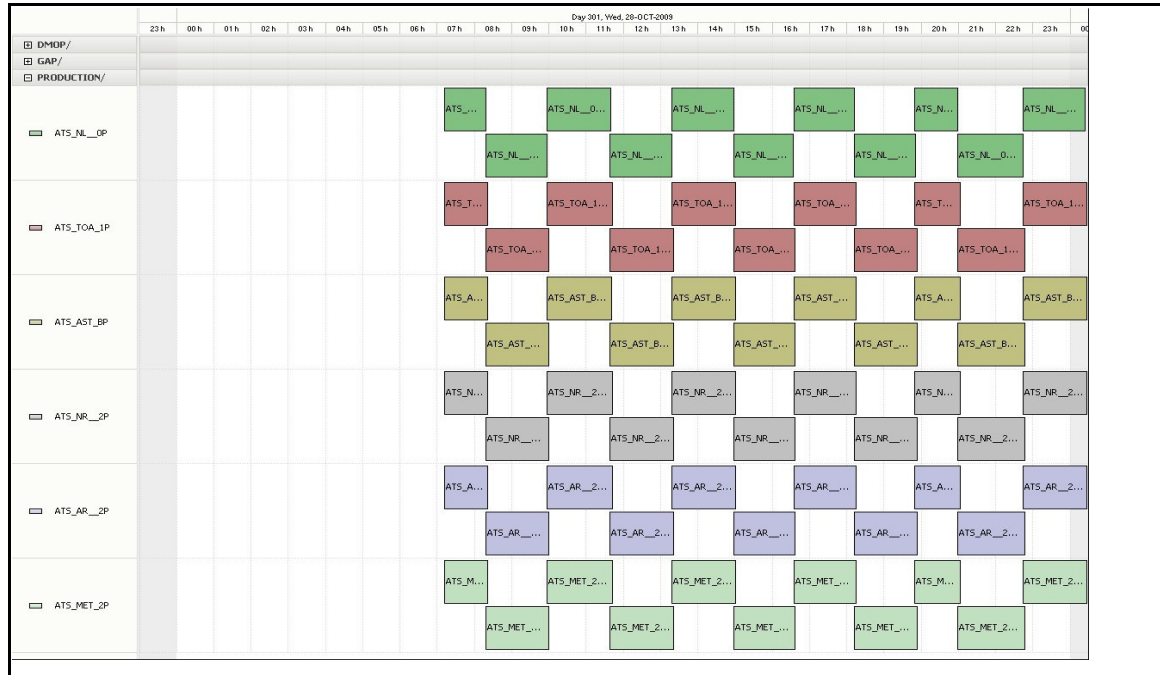 Day 301, Wed, 28-OCT-2009
23 h 00 h 01 h 02 h 03 h 04 h 05 h 06 h 07 h 08 h 09 h 10 h 11 h 12 h 13 h 14 h 15 h 16 h 17 h 18 h 19 h 20 h 21 h 22 h 23 h 00
DMOP/
GAP/
PRODUCTION/
ATS_... ATS_NL__0... ATS_NL__... ATS_NL__... ATS_N... ATS_NL__...
ATS_NL__0P
ATS_NL__... ATS_NL__... ATS_NL__... ATS_NL__... ATS_NL__0...
ATS_T... ATS_TOA_1... ATS_TOA_1... ATS_TOA_... ATS_T... ATS_TOA_1...
ATS_TOA_1P
ATS_TOA_... ATS_TOA_1... ATS_TOA_... ATS_TOA_... ATS_TOA_1...
ATS_A... ATS_AST_B... ATS_AST_B... ATS_AST_... ATS_A... ATS_AST_B...
ATS_AST_BP
ATS_AST_... ATS_AST_B... ATS_AST_... ATS_AST_... ATS_AST_B...
ATS_N... ATS_NR__2... ATS_NR__2... ATS_NR__... ATS_N... ATS_NR__2...
ATS_NR__2P
ATS_NR__... ATS_NR__2... ATS_NR__... ATS_NR__... ATS_NR__2...
ATS_A... ATS_AR__2... ATS_AR__2... ATS_AR__... ATS_A... ATS_AR__2...
ATS_AR__2P
ATS_AR__... ATS_AR__2... ATS_AR__... ATS_AR__... ATS_AR__2...
ATS_M... ATS_MET_2... ATS_MET_2... ATS_MET_... ATS_M... ATS_MET_2...
ATS_MET_2P
ATS_MET_... ATS_MET_2... ATS_MET_... ATS_MET_... ATS_MET_2...